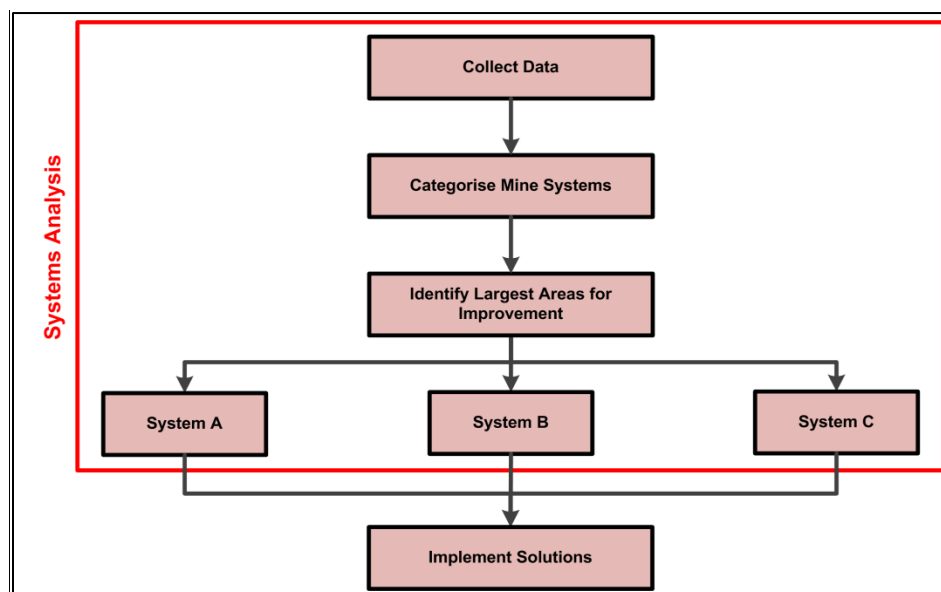 Collect Data
Categorise Mine Systems
Identify Largest Areas for
Improvement
System A
System B
System C
Implement Solutions
Systems Analysis